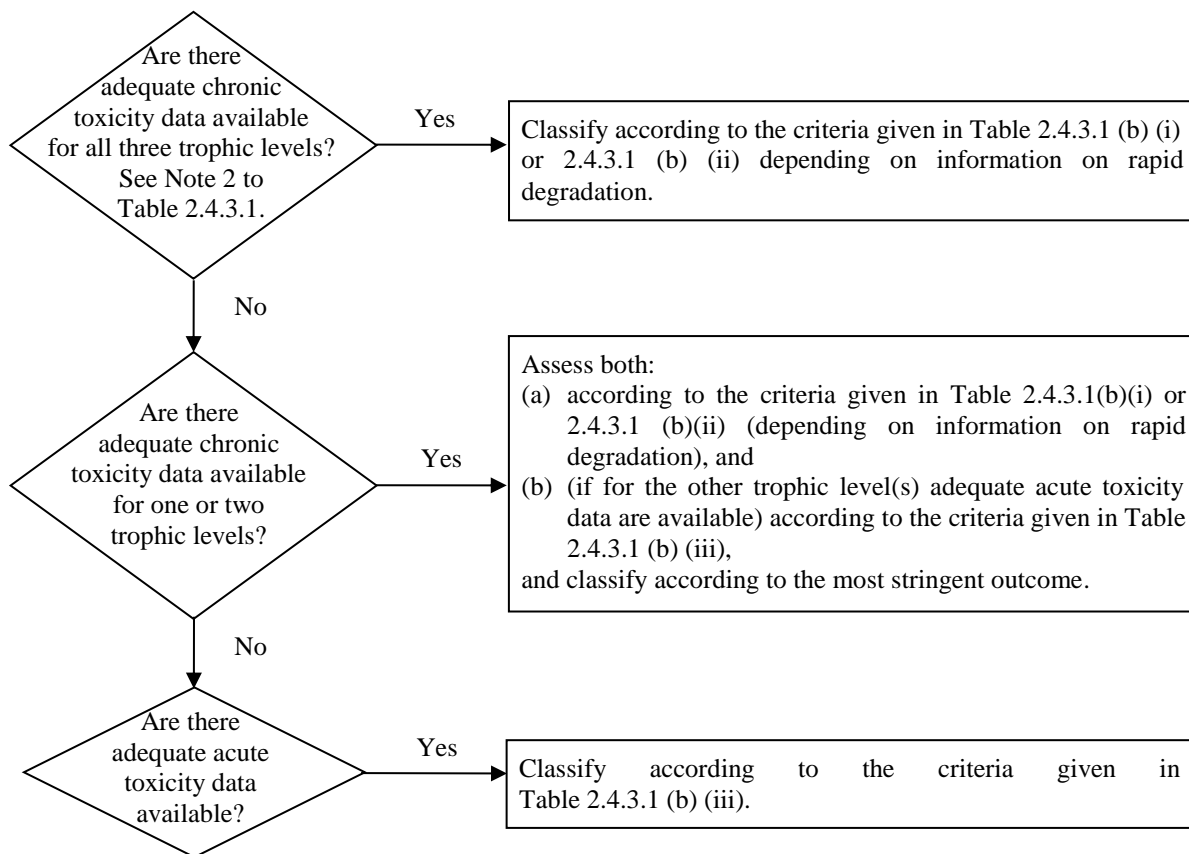 Are there
adequate chronic
toxicity data available
for all three trophic levels?
See Note 2 to
Table 2.4.3.1.
Yes
Classify according to the criteria given in Table 2.4.3.1 (b) (i)
or 2.4.3.1 (b) (ii) depending on information on rapid
degradation.
No
Are there
adequate chronic
toxicity data available
for one or two
trophic levels?
Yes
Assess both:
(a) according to the criteria given in Table 2.4.3.1(b)(i) or
2.4.3.1 (b)(ii) (depending on information on rapid
degradation), and
(b) (if for the other trophic level(s) adequate acute toxicity
data are available) according to the criteria given in Table
2.4.3.1 (b) (iii),
and classify according to the most stringent outcome.
No
Are there
adequate acute
toxicity data
available?
Yes
Classify according to the criteria given in
Table 2.4.3.1 (b) (iii).